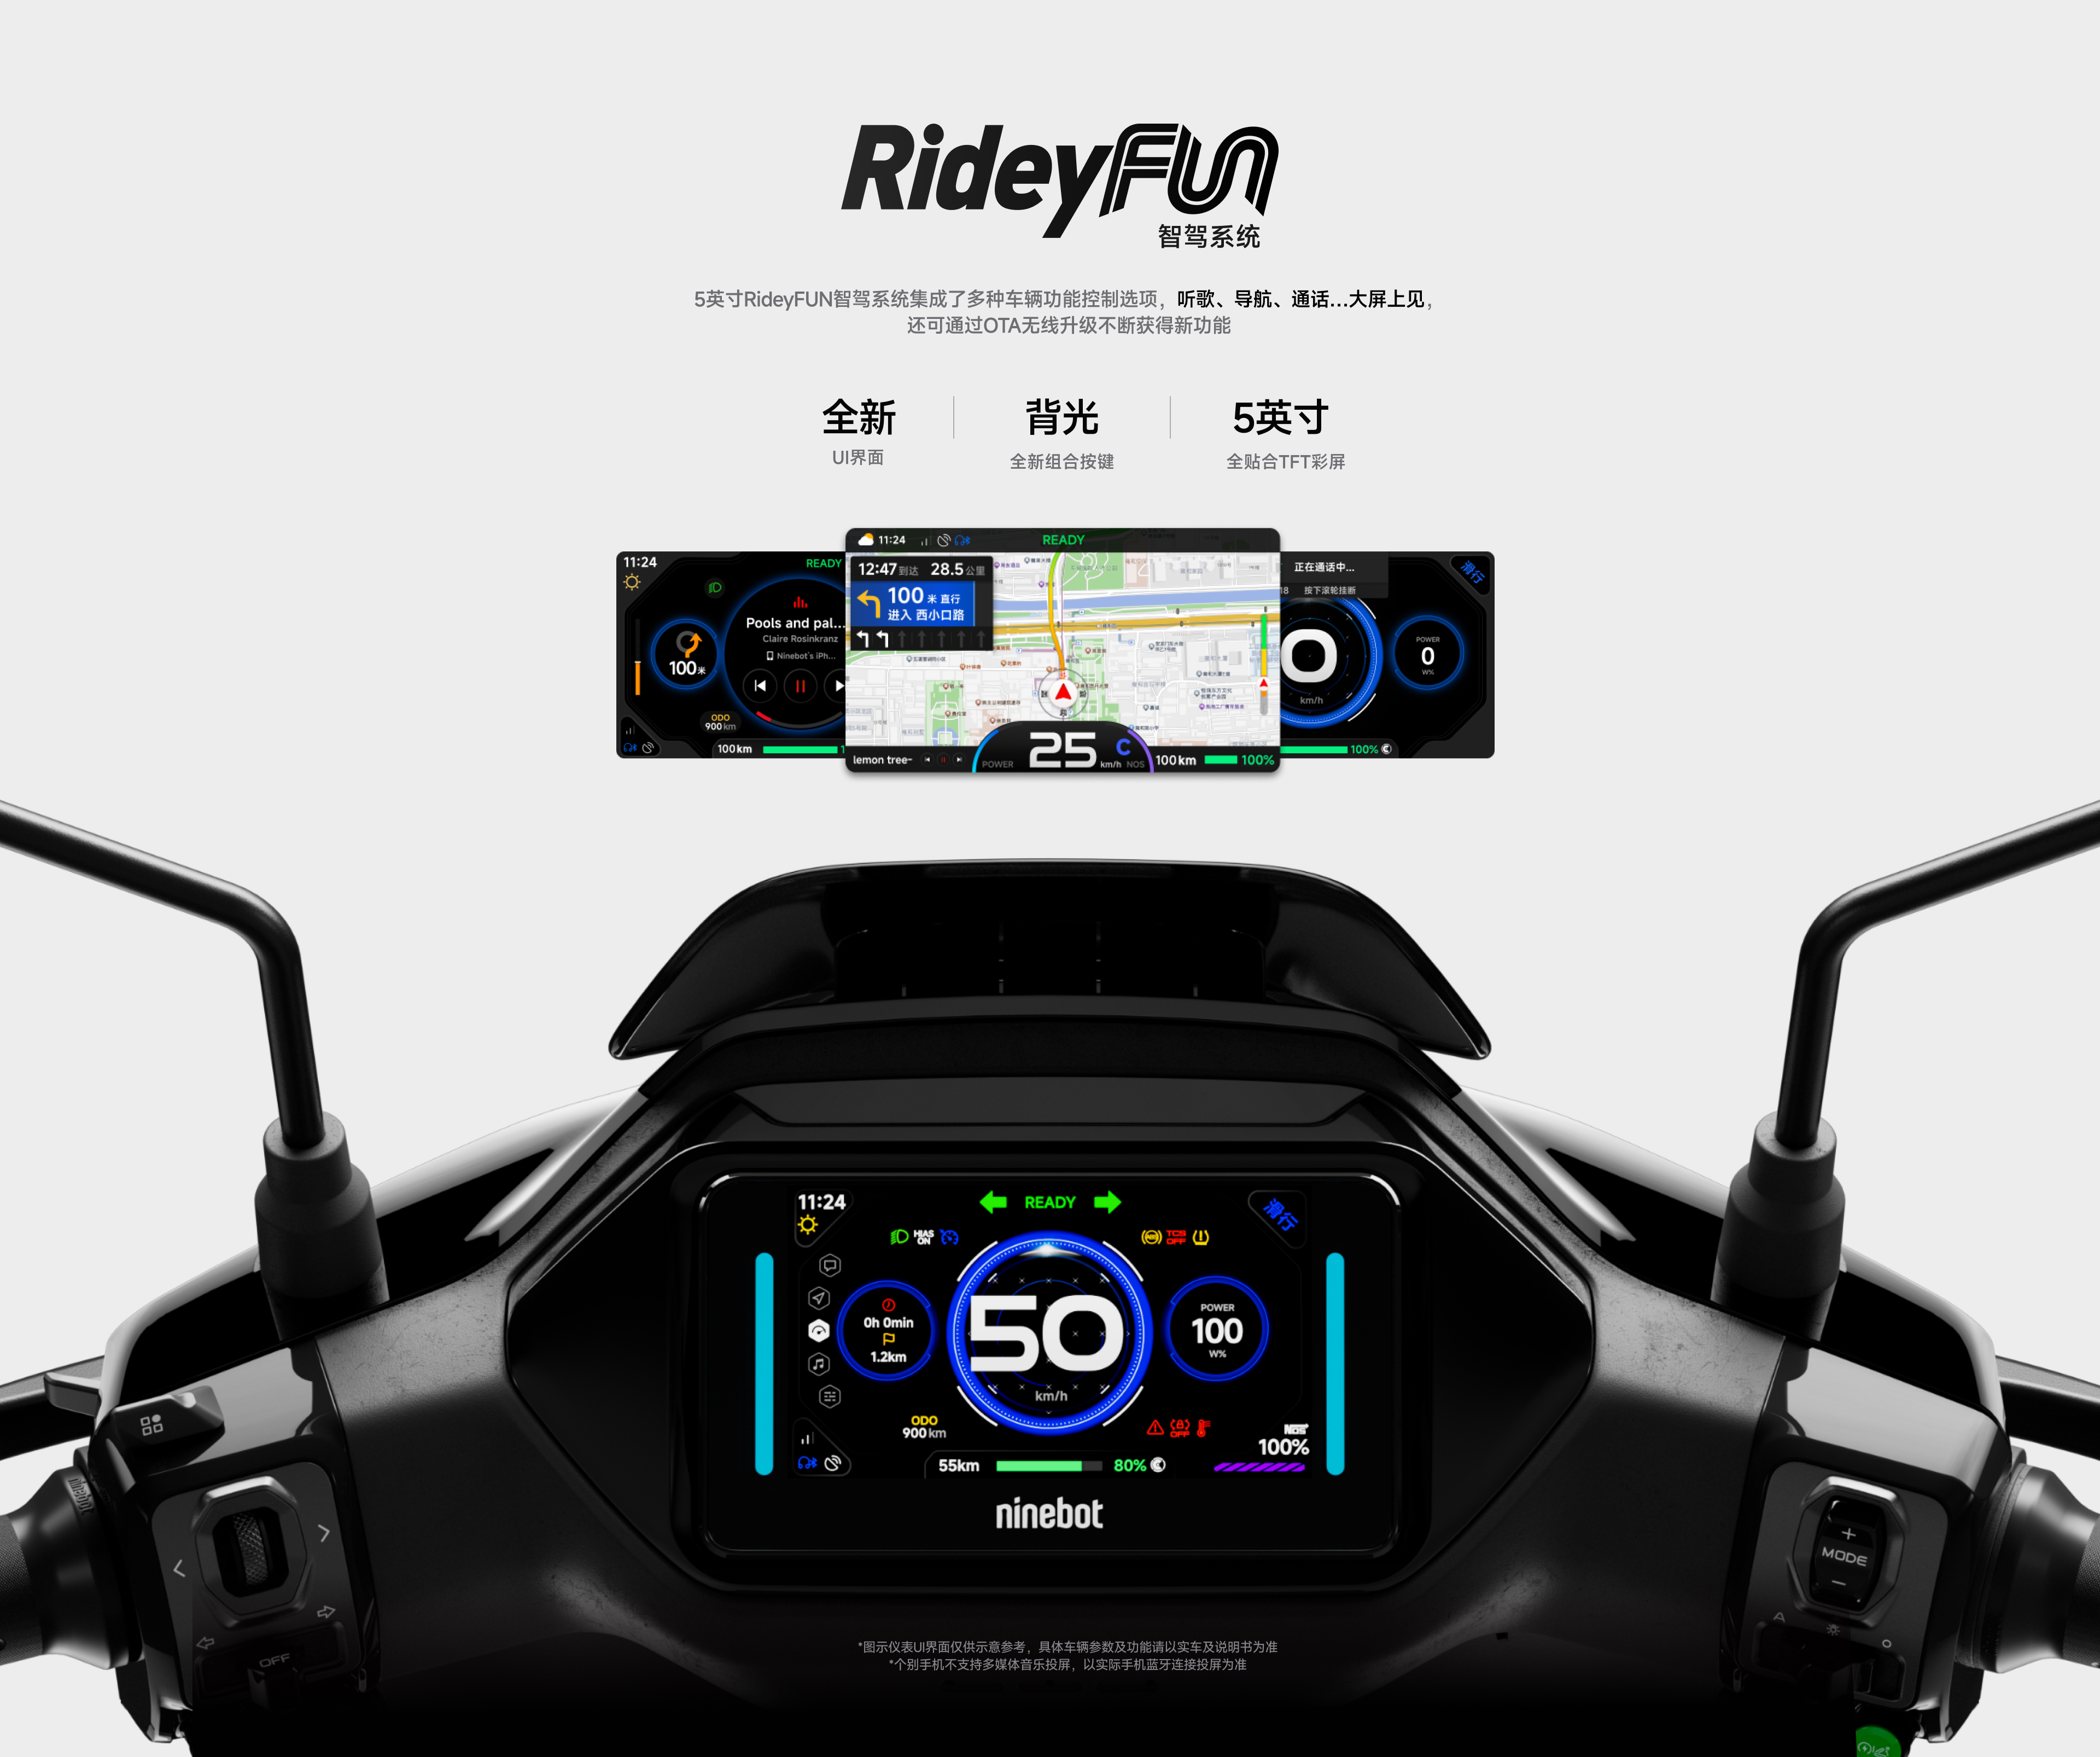 RideyFUN
智驾系统
5英寸RideyFUN智驾系统集成了多种车辆功能控制选项，听歌、导航、通话...大屏上见，
还可通过OTA无线升级不断获得新功能
全新
UI界面
背光
全新组合按键
5英寸
全贴合TFT彩屏
11:24
READY
100米
Pools and pal...
Claire Rosinkranz
Ninebot's iPh...
ODO
900 km
100km
11:24
READY
12:47到达 28.5公里
100 米 直行
进入 西小口路
lemon tree-
POWER
25
km/h
C
NOS
100km
100%
正在通话中...
18 按下滚轮挂断
滑行
0
km/h
POWER
0
W%
100%
11:24
READY
滑行
HIAS
ON
TCS
OFF
0h 0min
1.2km
50
km/h
POWER
100
W%
ODO
900 km
OFF
NOS
100%
55km
80%
ninebot
ninebot
OFF
+
MODE
−
A
*图示仪表UI界面仅供示意参考，具体车辆参数及功能请以实车及说明书为准
*个别手机不支持多媒体音乐投屏，以实际手机蓝牙连接投屏为准